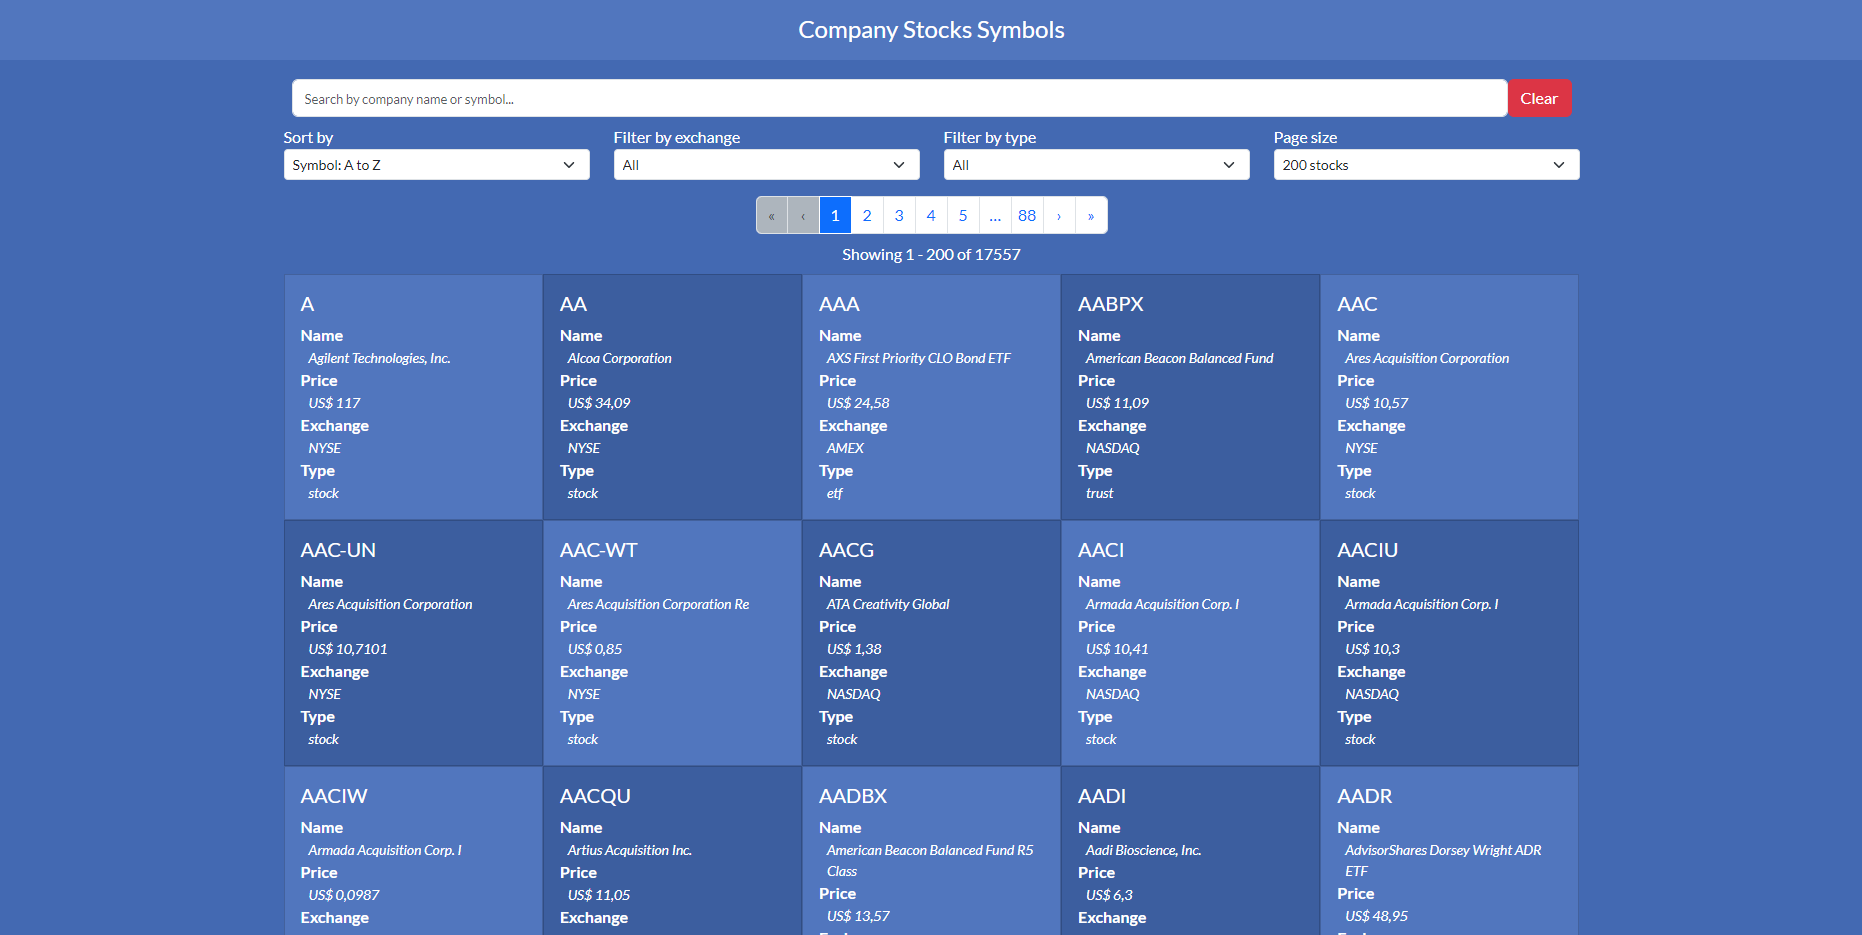 Company Stocks Symbols
Search by company name or symbol...
Clear
Sort by
Filter by exchange
Filter by type
Page size
Symbol: A to Z
All
All
200 stocks
« ‹ 1 2 3 4 5 ... 88 › »
Showing 1 - 200 of 17557
A
Name
Agilent Technologies, Inc.
Price
US$ 117
Exchange
NYSE
Type
stock
AA
Name
Alcoa Corporation
Price
US$ 34,09
Exchange
NYSE
Type
stock
AAA
Name
AXS First Priority CLO Bond ETF
Price
US$ 24,58
Exchange
AMEX
Type
etf
AABPX
Name
American Beacon Balanced Fund
Price
US$ 11,09
Exchange
NASDAQ
Type
trust
AAC
Name
Ares Acquisition Corporation
Price
US$ 10,57
Exchange
NYSE
Type
stock
AAC-UN
Name
Ares Acquisition Corporation
Price
US$ 10,7101
Exchange
NYSE
Type
stock
AAC-WT
Name
Ares Acquisition Corporation Re
Price
US$ 0,85
Exchange
NYSE
Type
stock
AACG
Name
ATA Creativity Global
Price
US$ 1,38
Exchange
NASDAQ
Type
stock
AACI
Name
Armada Acquisition Corp. I
Price
US$ 10,41
Exchange
NASDAQ
Type
stock
AACIU
Name
Armada Acquisition Corp. I
Price
US$ 10,3
Exchange
NASDAQ
Type
stock
AACIW
Name
Armada Acquisition Corp. I
Price
US$ 0,0987
Exchange
AACQU
Name
Artius Acquisition Inc.
Price
US$ 11,05
Exchange
AADBX
Name
American Beacon Balanced Fund R5
Class
Price
US$ 13,57
AADI
Name
Aadi Bioscience, Inc.
Price
US$ 6,3
Exchange
AADR
Name
AdvisorShares Dorsey Wright ADR
ETF
Price
US$ 48,95